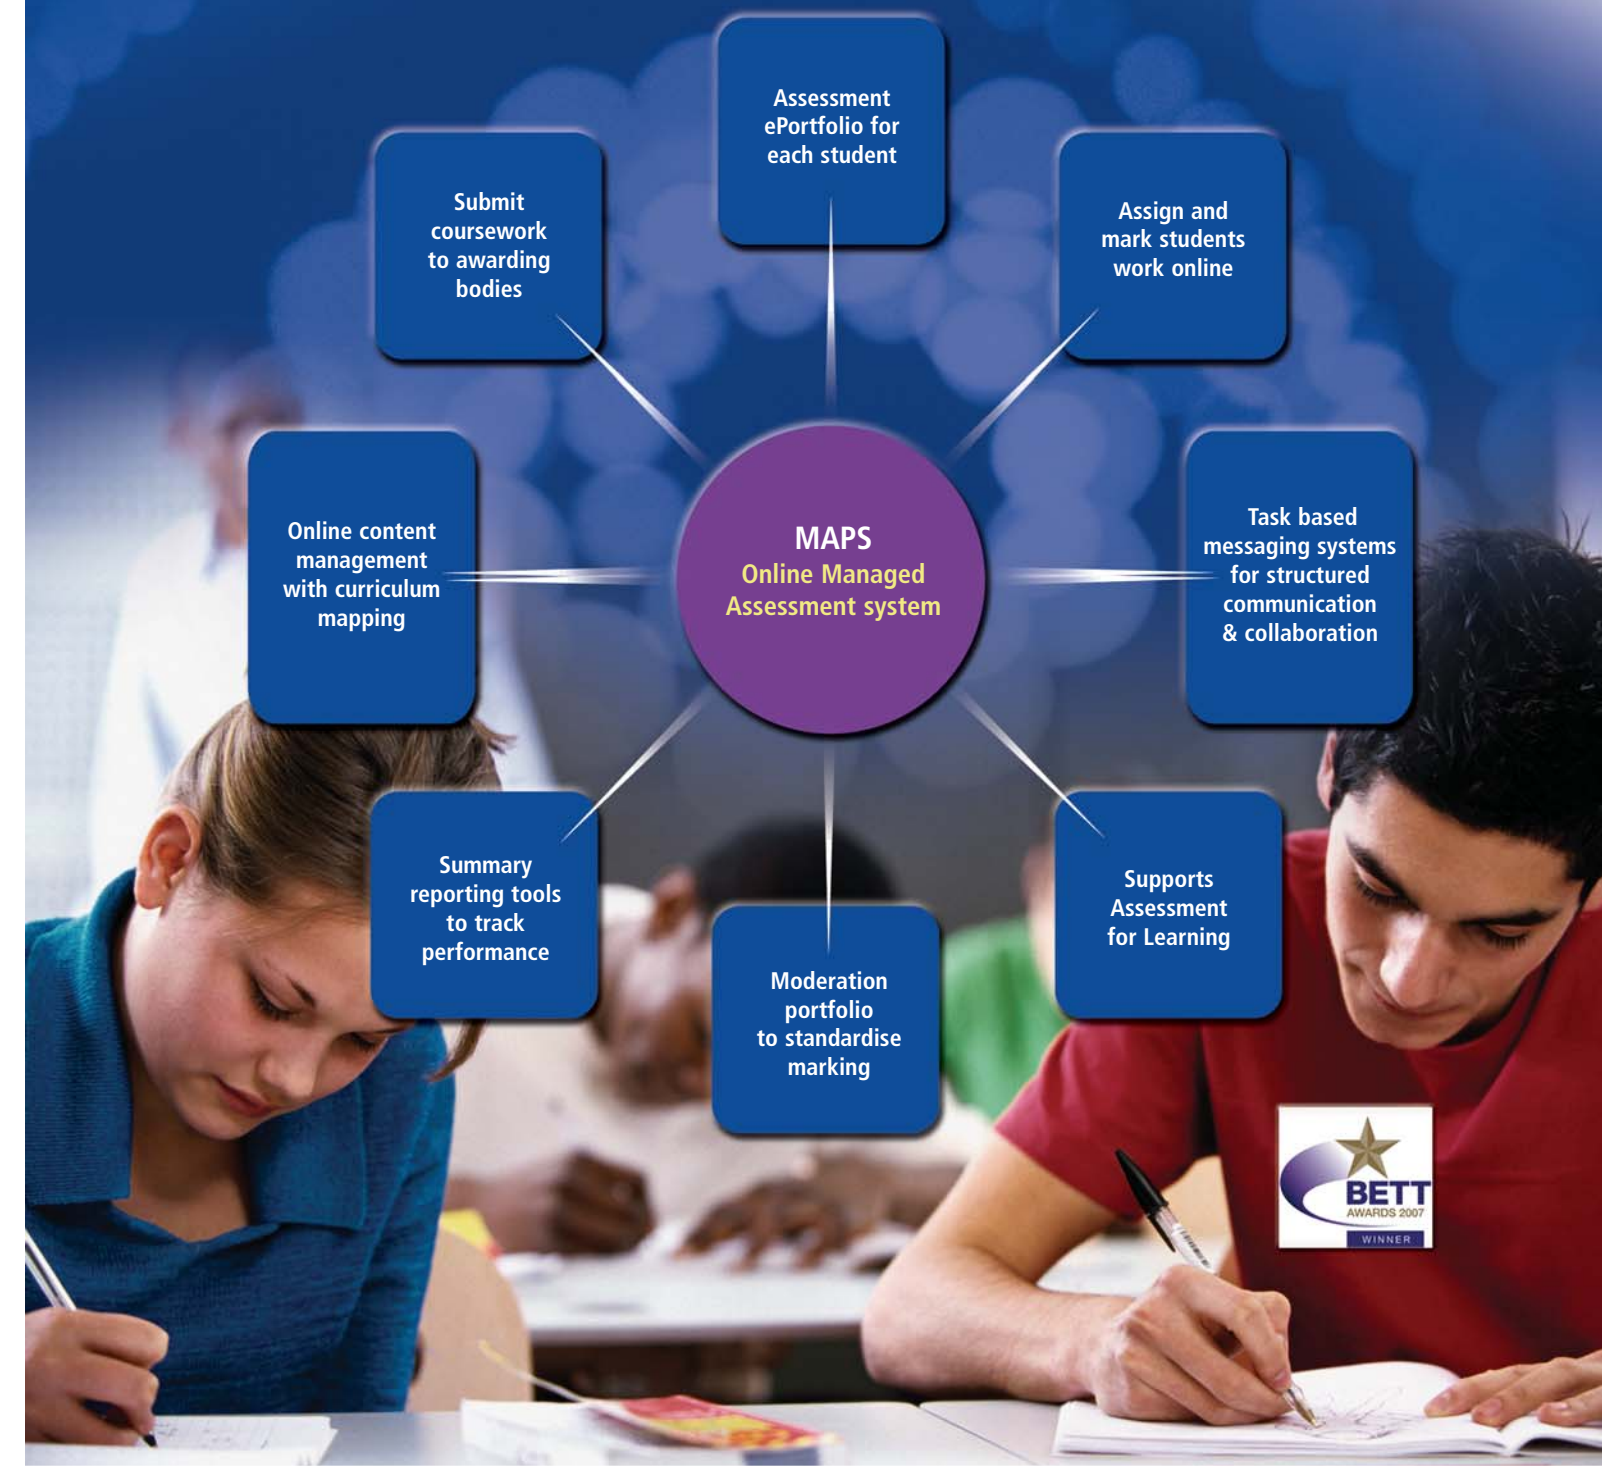 Assessment
ePortfolio for
each student
Submit
coursework
to awarding
bodies
Assign and
mark students
work online
Online content
management
with curriculum
mapping
MAPS
Online Managed
Assessment system
Task based
messaging systems
for structured
communication
& collaboration
Summary
reporting tools
to track
performance
Moderation
portfolio
to standardise
marking
Supports
Assessment
for Learning
BETT
AWARDS 2007
WINNER